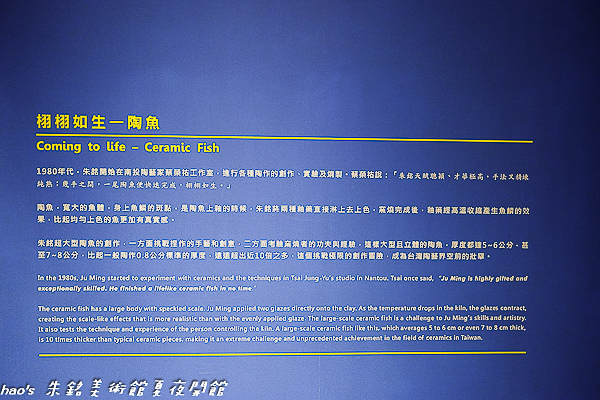 栩栩如生—陶魚
Coming to life – Ceramic Fish
1980年代，朱銘開始在南投陶藝家蔡榮祐工作室，進行各種陶作的創作、實驗及燒製。蔡榮祐說：「朱銘天賦聰穎、才華極高，手法又精練
純熟；幾乎之間，一尾陶魚便快速完成，栩栩如生。」
陶魚，寬大的魚體，身上魚鱗的斑點，是陶魚上釉的時候，朱銘將兩種釉藥直接淋上去上色，窯燒完成後，釉藥經高溫收縮產生魚鱗的效
果，比起均勻上色的魚更加有真實感。
朱銘超大型陶魚的創作，一方面挑戰捏作的手藝和創意，二方面考驗窯燒者的功夫與經驗，這樣大型且立體的陶魚，厚度都達5~6公分，甚
至7~8公分，比起一般陶作0.8公分標準的厚度，遠遠超出近10倍之多，這個挑戰極限的創作冒險，成為台灣陶藝界空前的壯舉。
In the 1980s, Ju Ming started to experiment with ceramics and the techniques in Tsai Jung-Yu's studio in Nantou. Tsai once said, "Ju Ming is highly gifted and
exceptionally skilled. He finished a lifelike ceramic fish in no time."
The ceramic fish has a large body with speckled scale. Ju Ming applied two glazes directly onto the clay. As the temperature drops in the kiln, the glazes contract,
creating the scale-like effects that is more realistic than with the evenly applied glaze. The large-scale ceramic fish is a challenge to Ju Ming's skills and artistry.
It also tests the technique and experience of the person controlling the kiln. A large-scale ceramic fish like this, which averages 5 to 6 cm or even 7 to 8 cm thick,
is 10 times thicker than typical ceramic pieces, making it an extreme challenge and unprecedented achievement in the field of ceramics in Taiwan.
hao's 朱銘美術館夏夜開館